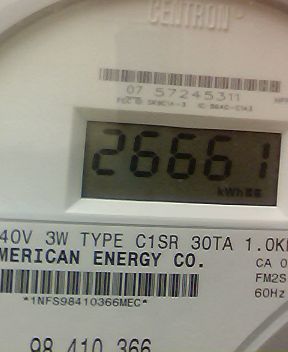 CENTRON
07 57245311
26661
kWh
40V 3W TYPE C1SR 30TA 1.0K
MERICAN ENERGY CO.
CA 0
FM2S
*1NFS98410366MEC*
60Hz
98 410 366